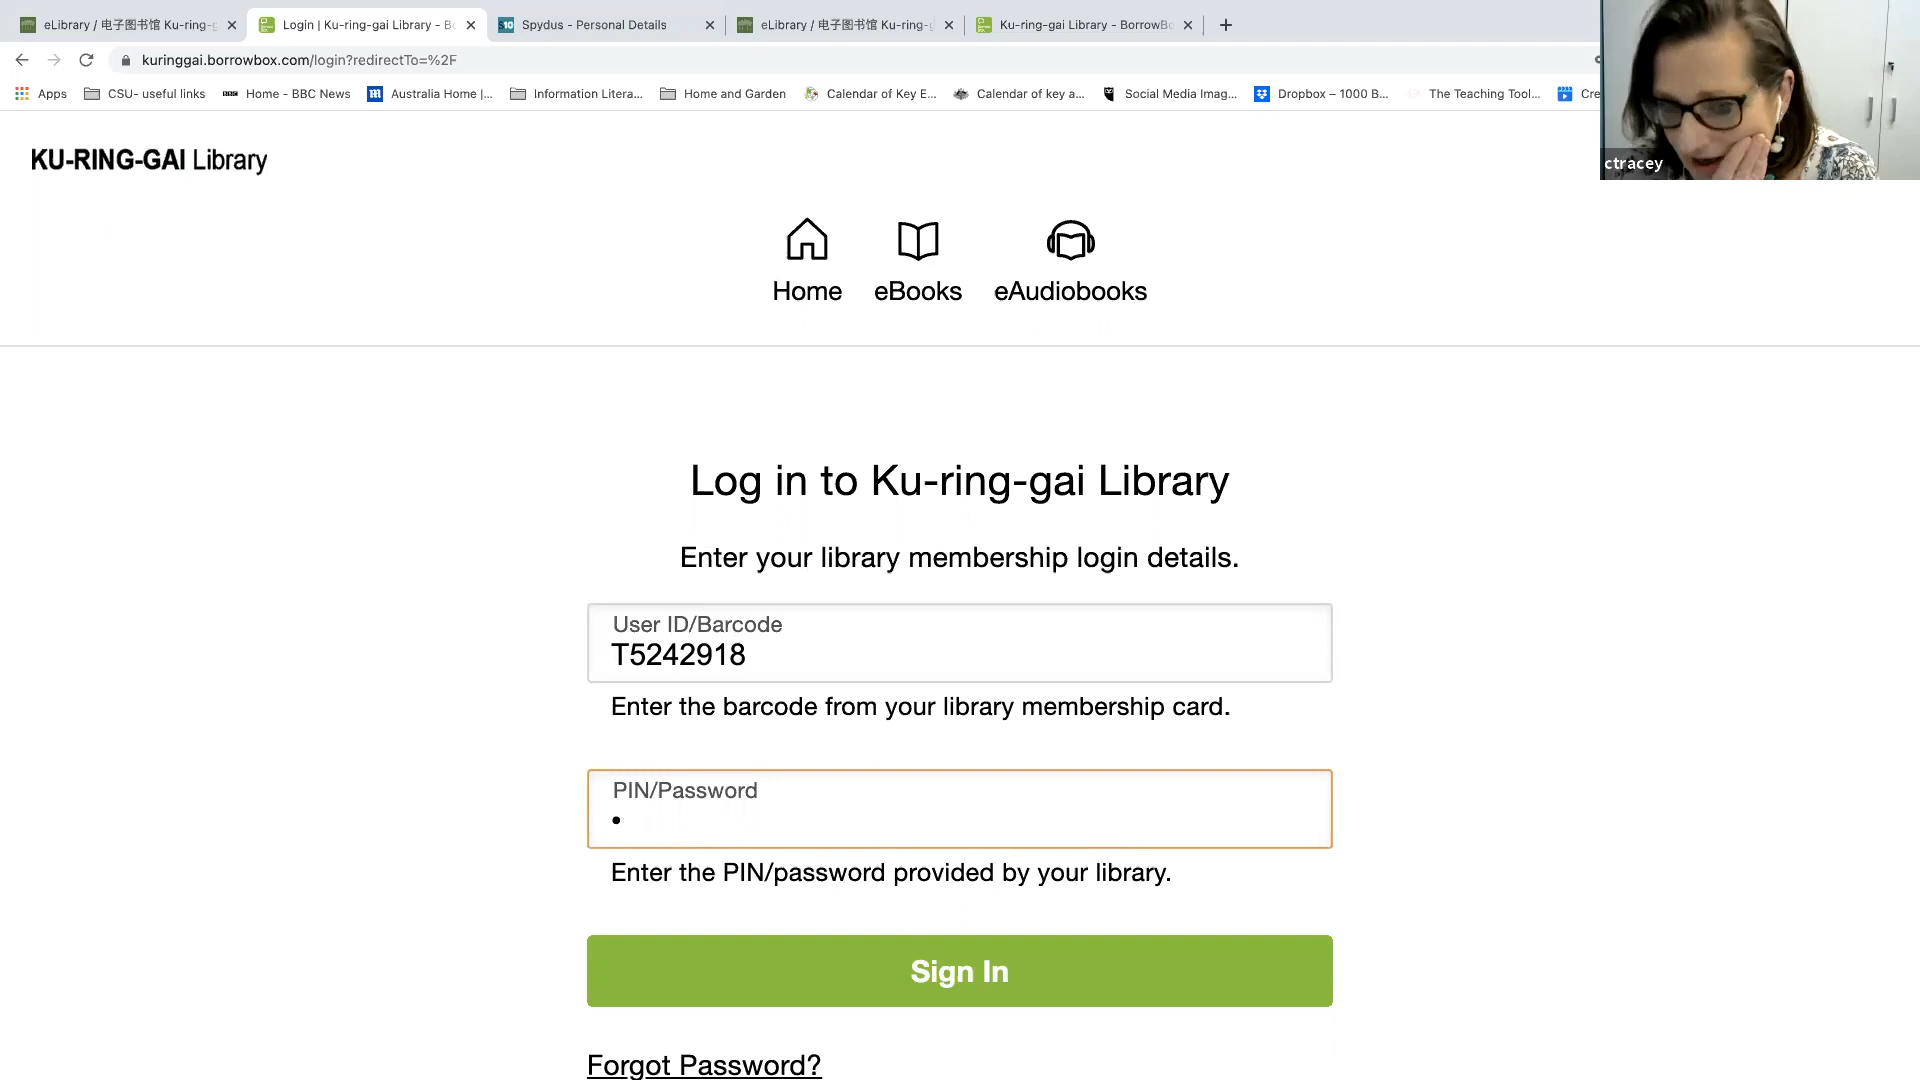 eLibrary / 电子图书馆 Ku-ring-g
Login | Ku-ring-gai Library - Bo
Spydus - Personal Details
eLibrary / 电子图书馆 Ku-ring-g
Ku-ring-gai Library - BorrowBo
kuringgai.borrowbox.com/login?redirectTo=%2F
Apps
CSU- useful links
Home - BBC News
Australia Home |...
Information Litera...
Home and Garden
Calendar of Key E...
Calendar of key a...
Social Media Imag...
Dropbox – 1000 B...
The Teaching Tool...
Cre
ctracey
KU-RING-GAI Library
Home
eBooks
eAudiobooks
Log in to Ku-ring-gai Library
Enter your library membership login details.
User ID/Barcode
T5242918
Enter the barcode from your library membership card.
PIN/Password
•
Enter the PIN/password provided by your library.
Sign In
Forgot Password?